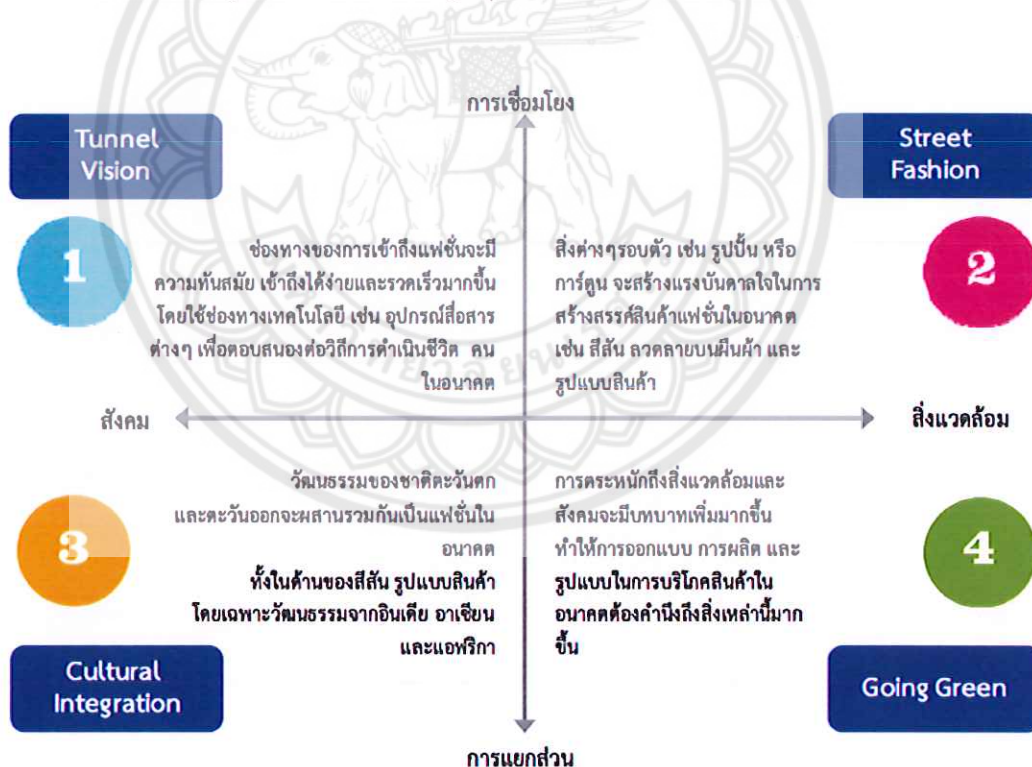 การเชื่อมโยง
Tunnel
Vision
Street
Fashion
1
ช่องทางของการเข้าถึงแฟชั่นจะมี
ความทันสมัย เข้าถึงได้ง่ายและรวดเร็วมากขึ้น
โดยใช้ช่องทางเทคโนโลยี เช่น อุปกรณ์สื่อสาร
ต่างๆ เพื่อตอบสนองต่อวิถีการดำเนินชีวิต คน
ในอนาคต
สิ่งต่างๆรอบตัว เช่น รูปปั้น หรือ
การ์ตูน จะสร้างแรงบันดาลใจในการ
สร้างสรรค์สินค้าแฟชั่นในอนาคต
เช่น สีสัน ลวดลายบนผืนผ้า และ
รูปแบบสินค้า
2
สังคม
สิ่งแวดล้อม
3
วัฒนธรรมของชาติตะวันตก
และตะวันออกจะผสานรวมกันเป็นแฟชั่นใน
อนาคต
ทั้งในด้านของสีสัน รูปแบบสินค้า
โดยเฉพาะวัฒนธรรมจากอินเดีย อาเซียน
และแอฟริกา
การตระหนักถึงสิ่งแวดล้อมและ
สังคมจะมีบทบาทเพิ่มมากขึ้น
ทำให้การออกแบบ การผลิต และ
รูปแบบในการบริโภคสินค้าใน
อนาคตต้องคำนึงถึงสิ่งเหล่านี้มาก
ขึ้น
4
Cultural
Integration
Going Green
การแยกส่วน